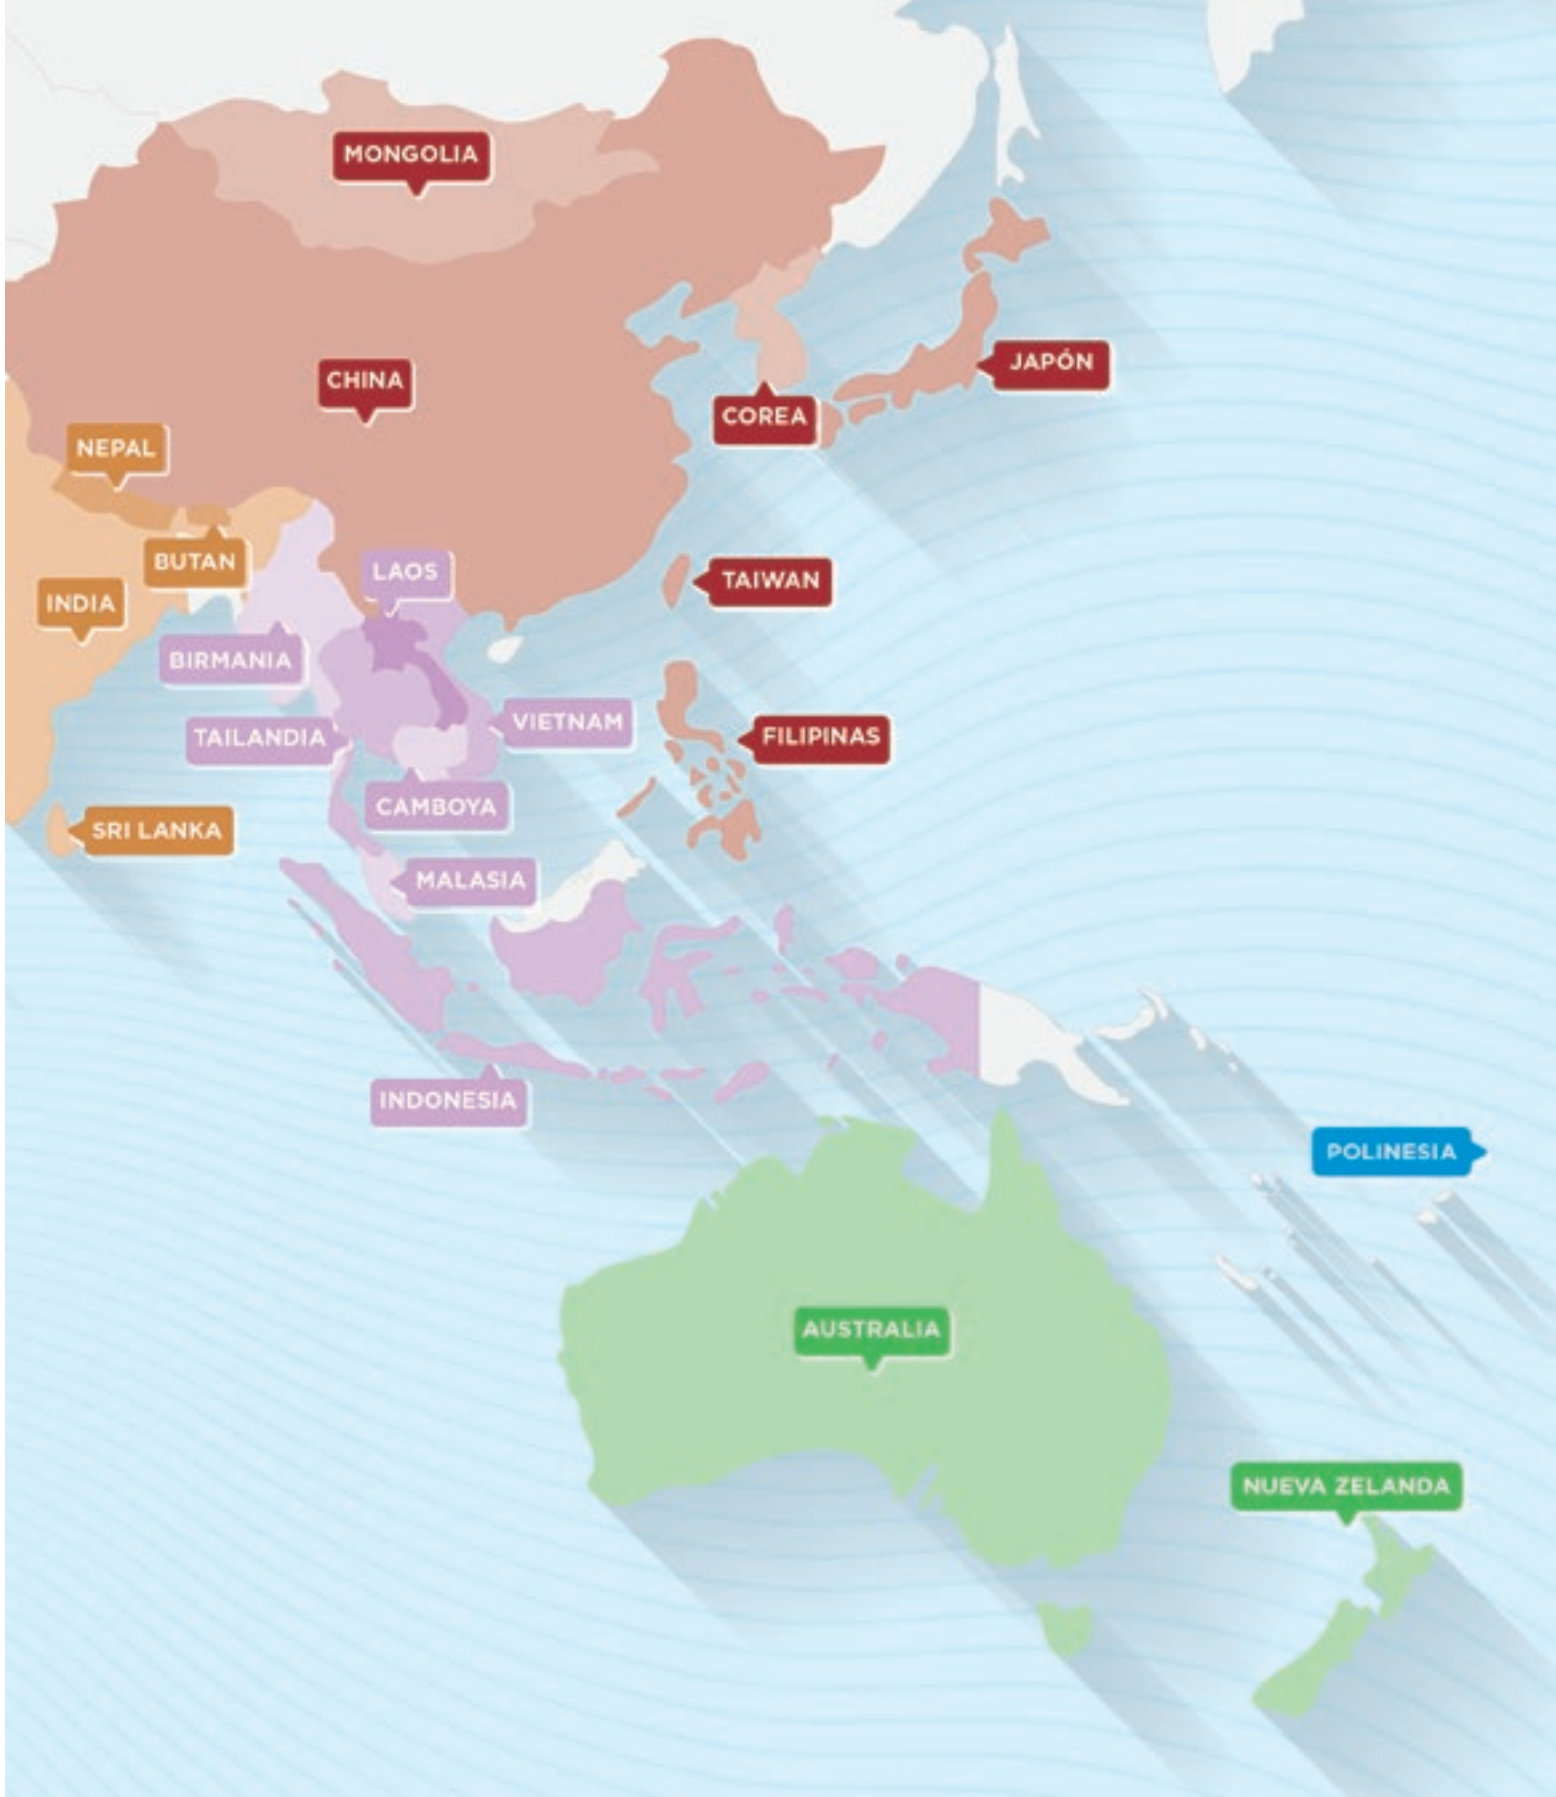 MONGOLIA
JAPÓN
CHINA
COREA
NEPAL
BUTAN
LAOS
TAIWAN
INDIA
BIRMANIA
VIETNAM
TAILANDIA
FILIPINAS
CAMBOYA
SRI LANKA
MALASIA
INDONESIA
POLINESIA
AUSTRALIA
NUEVA ZELANDA